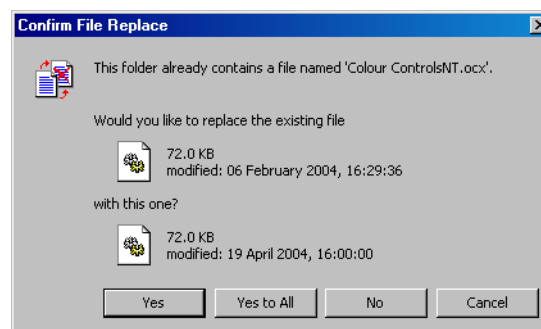 Confirm File Replace
This folder already contains a file named 'Colour ControlsNT.ocx'.
Would you like to replace the existing file
72.0 KB
modified: 06 February 2004, 16:29:36
with this one?
72.0 KB
modified: 19 April 2004, 16:00:00
Yes Yes to All No Cancel